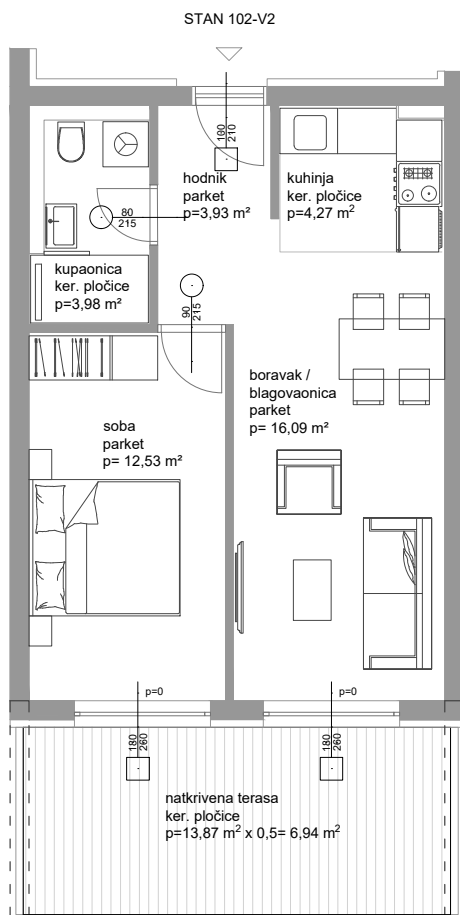 STAN 102-V2
100
210
hodnik
parket
p=3,93 m²
kuhinja
ker. pločice
p=4,27 m²
80
215
kupaonica
ker. pločice
p=3,98 m²
90
215
boravak /
blagovaonica
parket
p= 16,09 m²
soba
parket
p= 12,53 m²
p=0
p=0
180
260
180
260
natkrivena terasa
ker. pločice
p=13,87 m² x 0,5= 6,94 m²